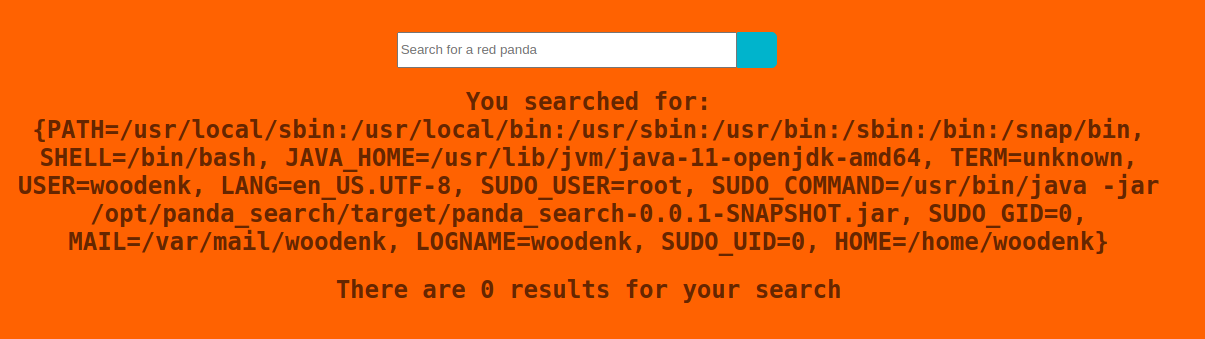 Search for a red panda
You searched for:
{PATH=/usr/local/sbin:/usr/local/bin:/usr/sbin:/usr/bin:/sbin:/bin:/snap/bin,
SHELL=/bin/bash, JAVA_HOME=/usr/lib/jvm/java-11-openjdk-amd64, TERM=unknown,
USER=woodenk, LANG=en_US.UTF-8, SUDO_USER=root, SUDO_COMMAND=/usr/bin/java -jar
/opt/panda_search/target/panda_search-0.0.1-SNAPSHOT.jar, SUDO_GID=0,
MAIL=/var/mail/woodenk, LOGNAME=woodenk, SUDO_UID=0, HOME=/home/woodenk}
There are 0 results for your search